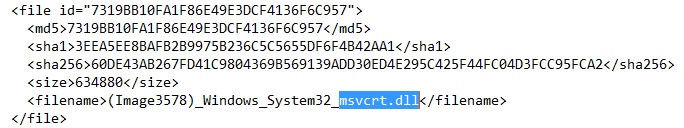 <file id="7319BB10FA1F86E49E3DCF4136F6C957">
<md5>7319BB10FA1F86E49E3DCF4136F6C957</md5>
<sha1>3EEA5EE8BAFB2B9975B236C5C5655DF6F4B42AA1</sha1>
<sha256>60DE43AB267FD41C9804369B569139ADD30ED4E295C425F44FC04D3FCC95FCA2</sha256>
<size>634880</size>
<filename>(Image3578)_Windows_System32_msvcrt.dll</filename>
</file>